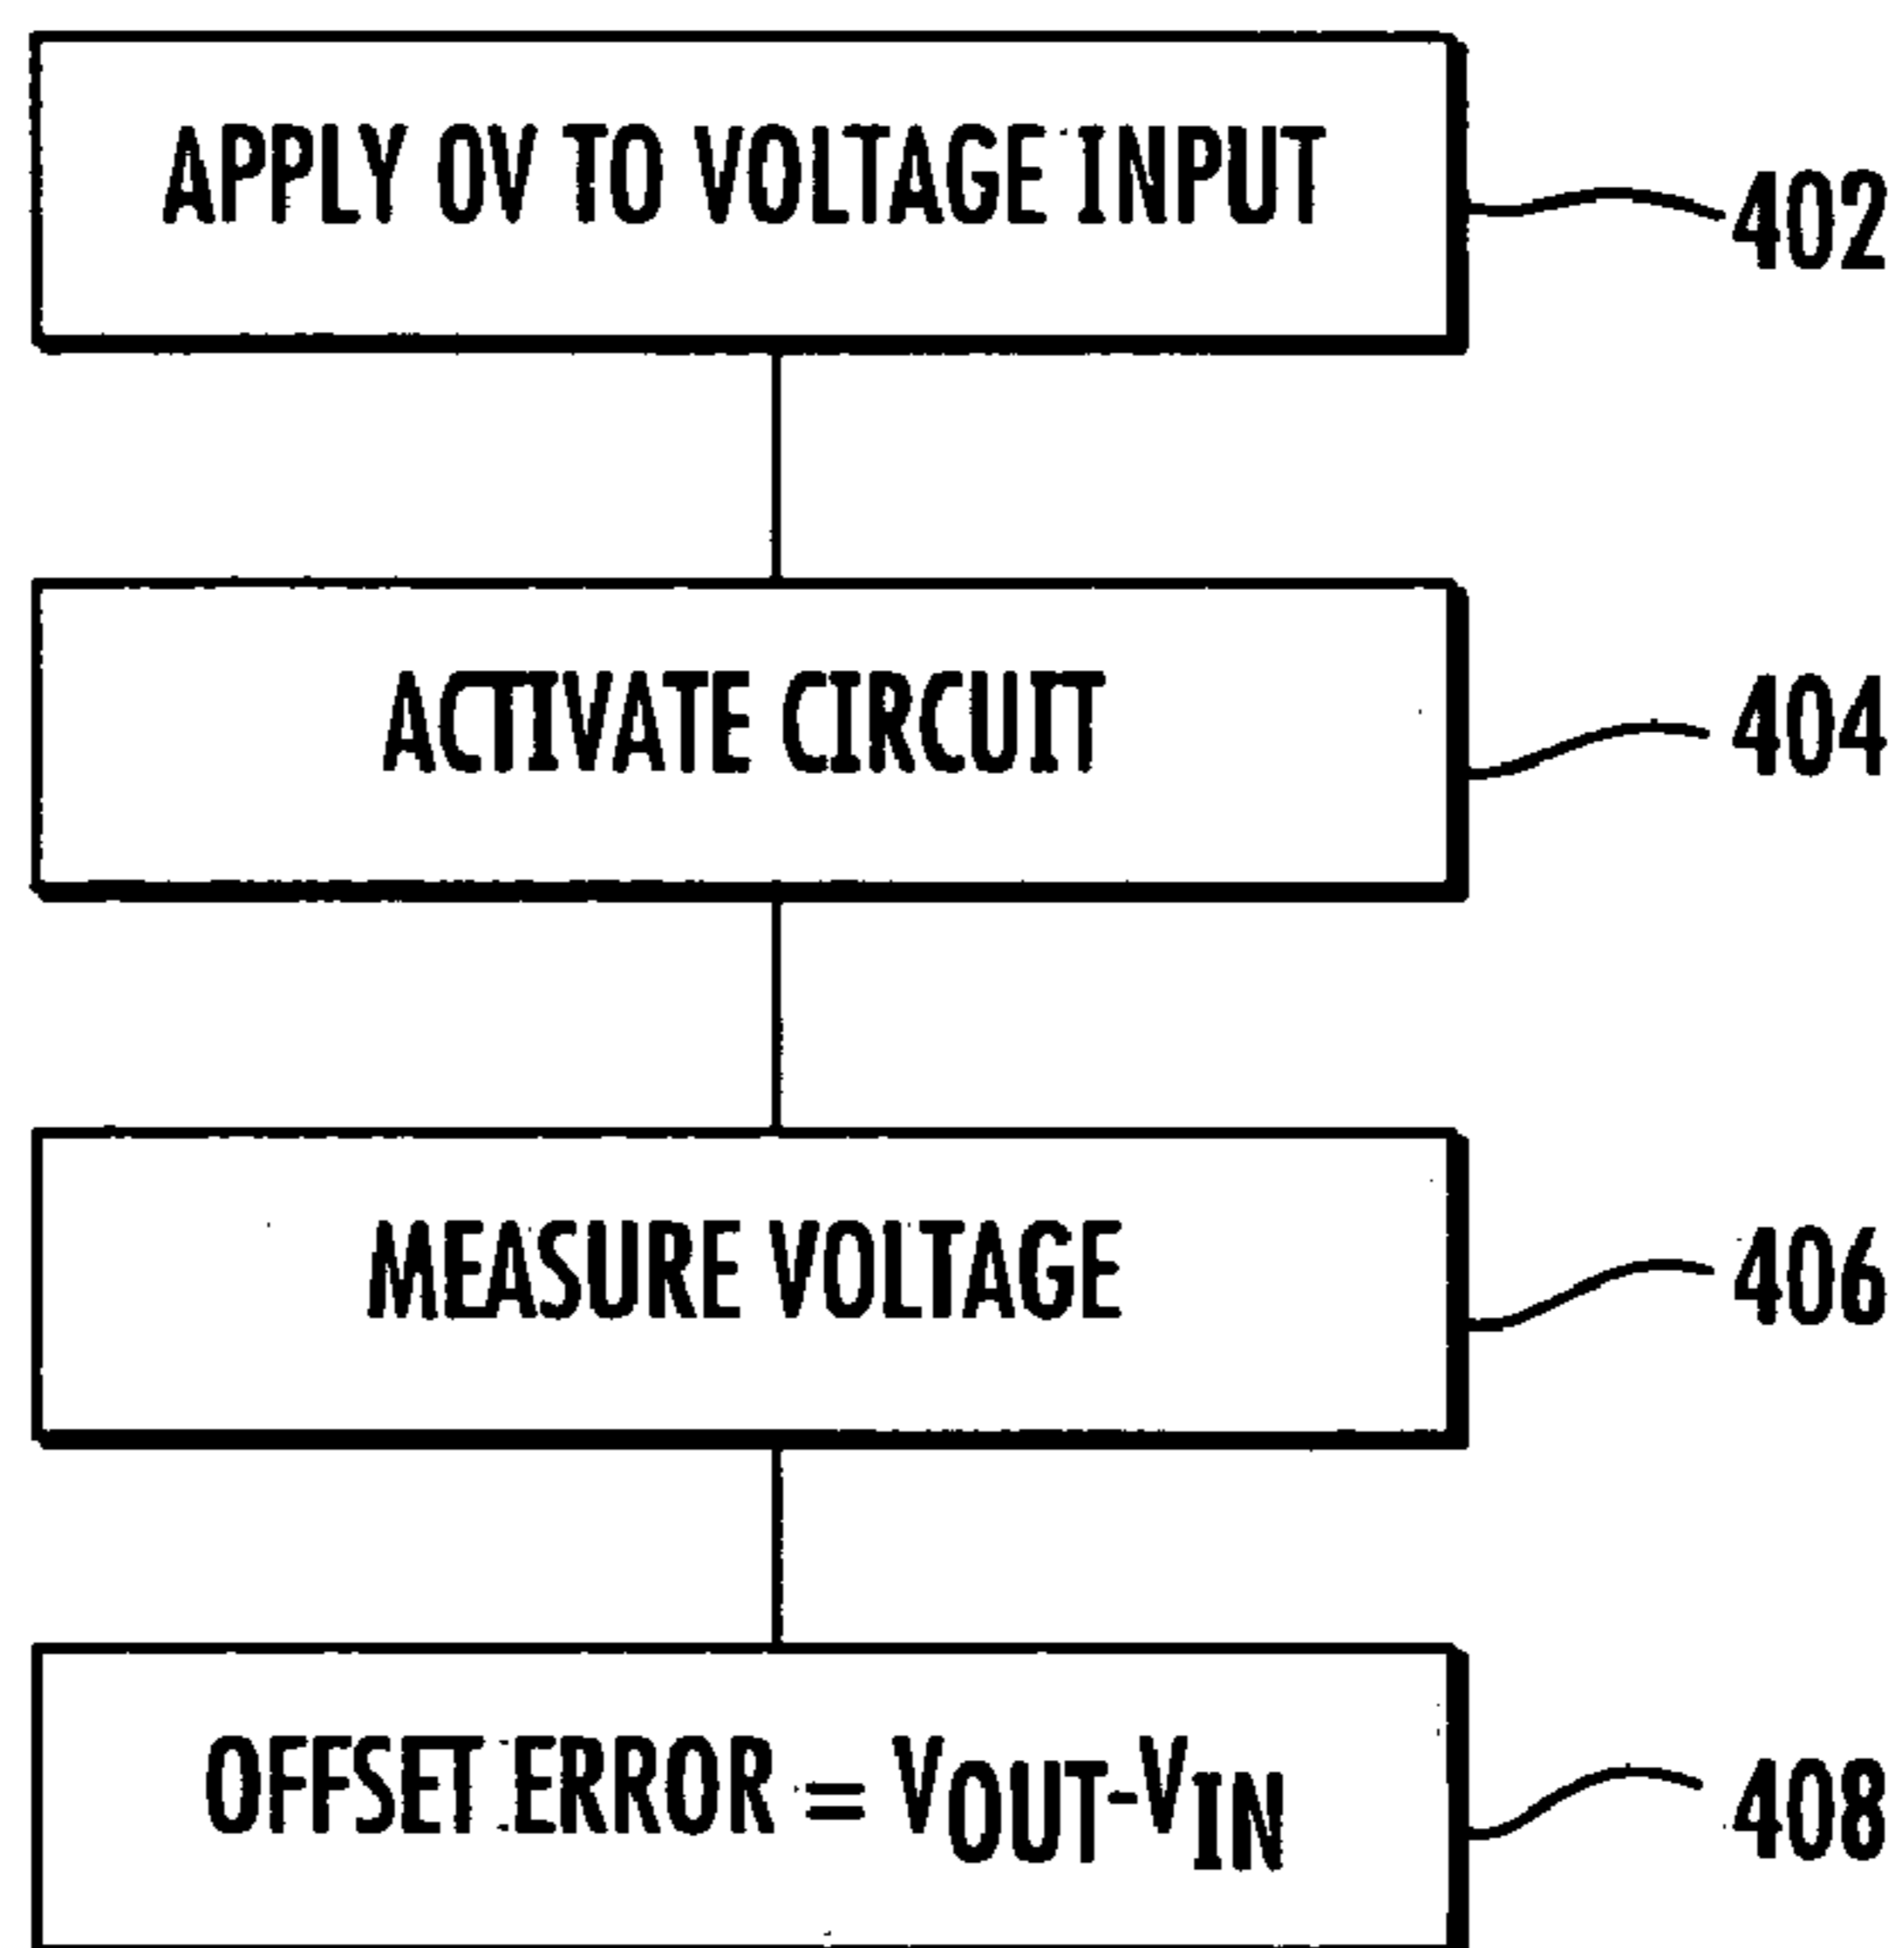 APPLY 0V TO VOLTAGE INPUT
402
ACTIVATE CIRCUIT
404
MEASURE VOLTAGE
406
OFFSET ERROR = VOUT-VIN
408